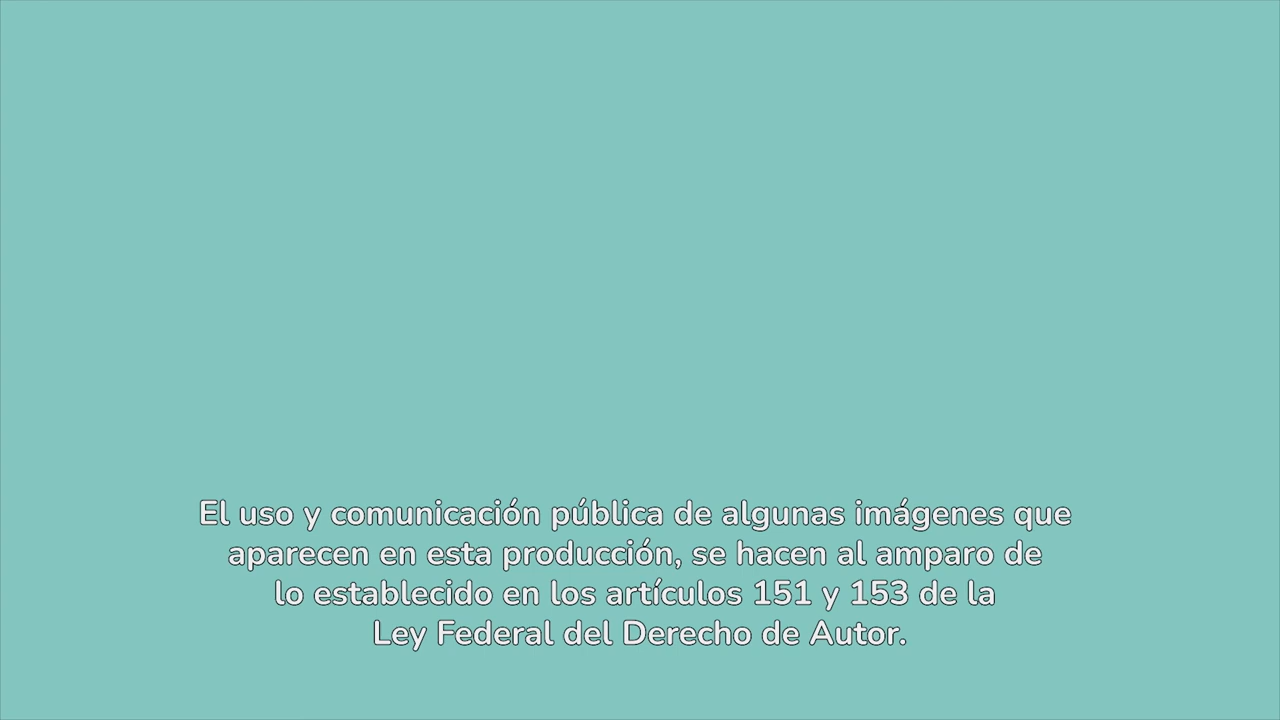 El uso y comunicación pública de algunas imágenes que
aparecen en esta producción, se hacen al amparo de
lo establecido en los artículos 151 y 153 de la
Ley Federal del Derecho de Autor.